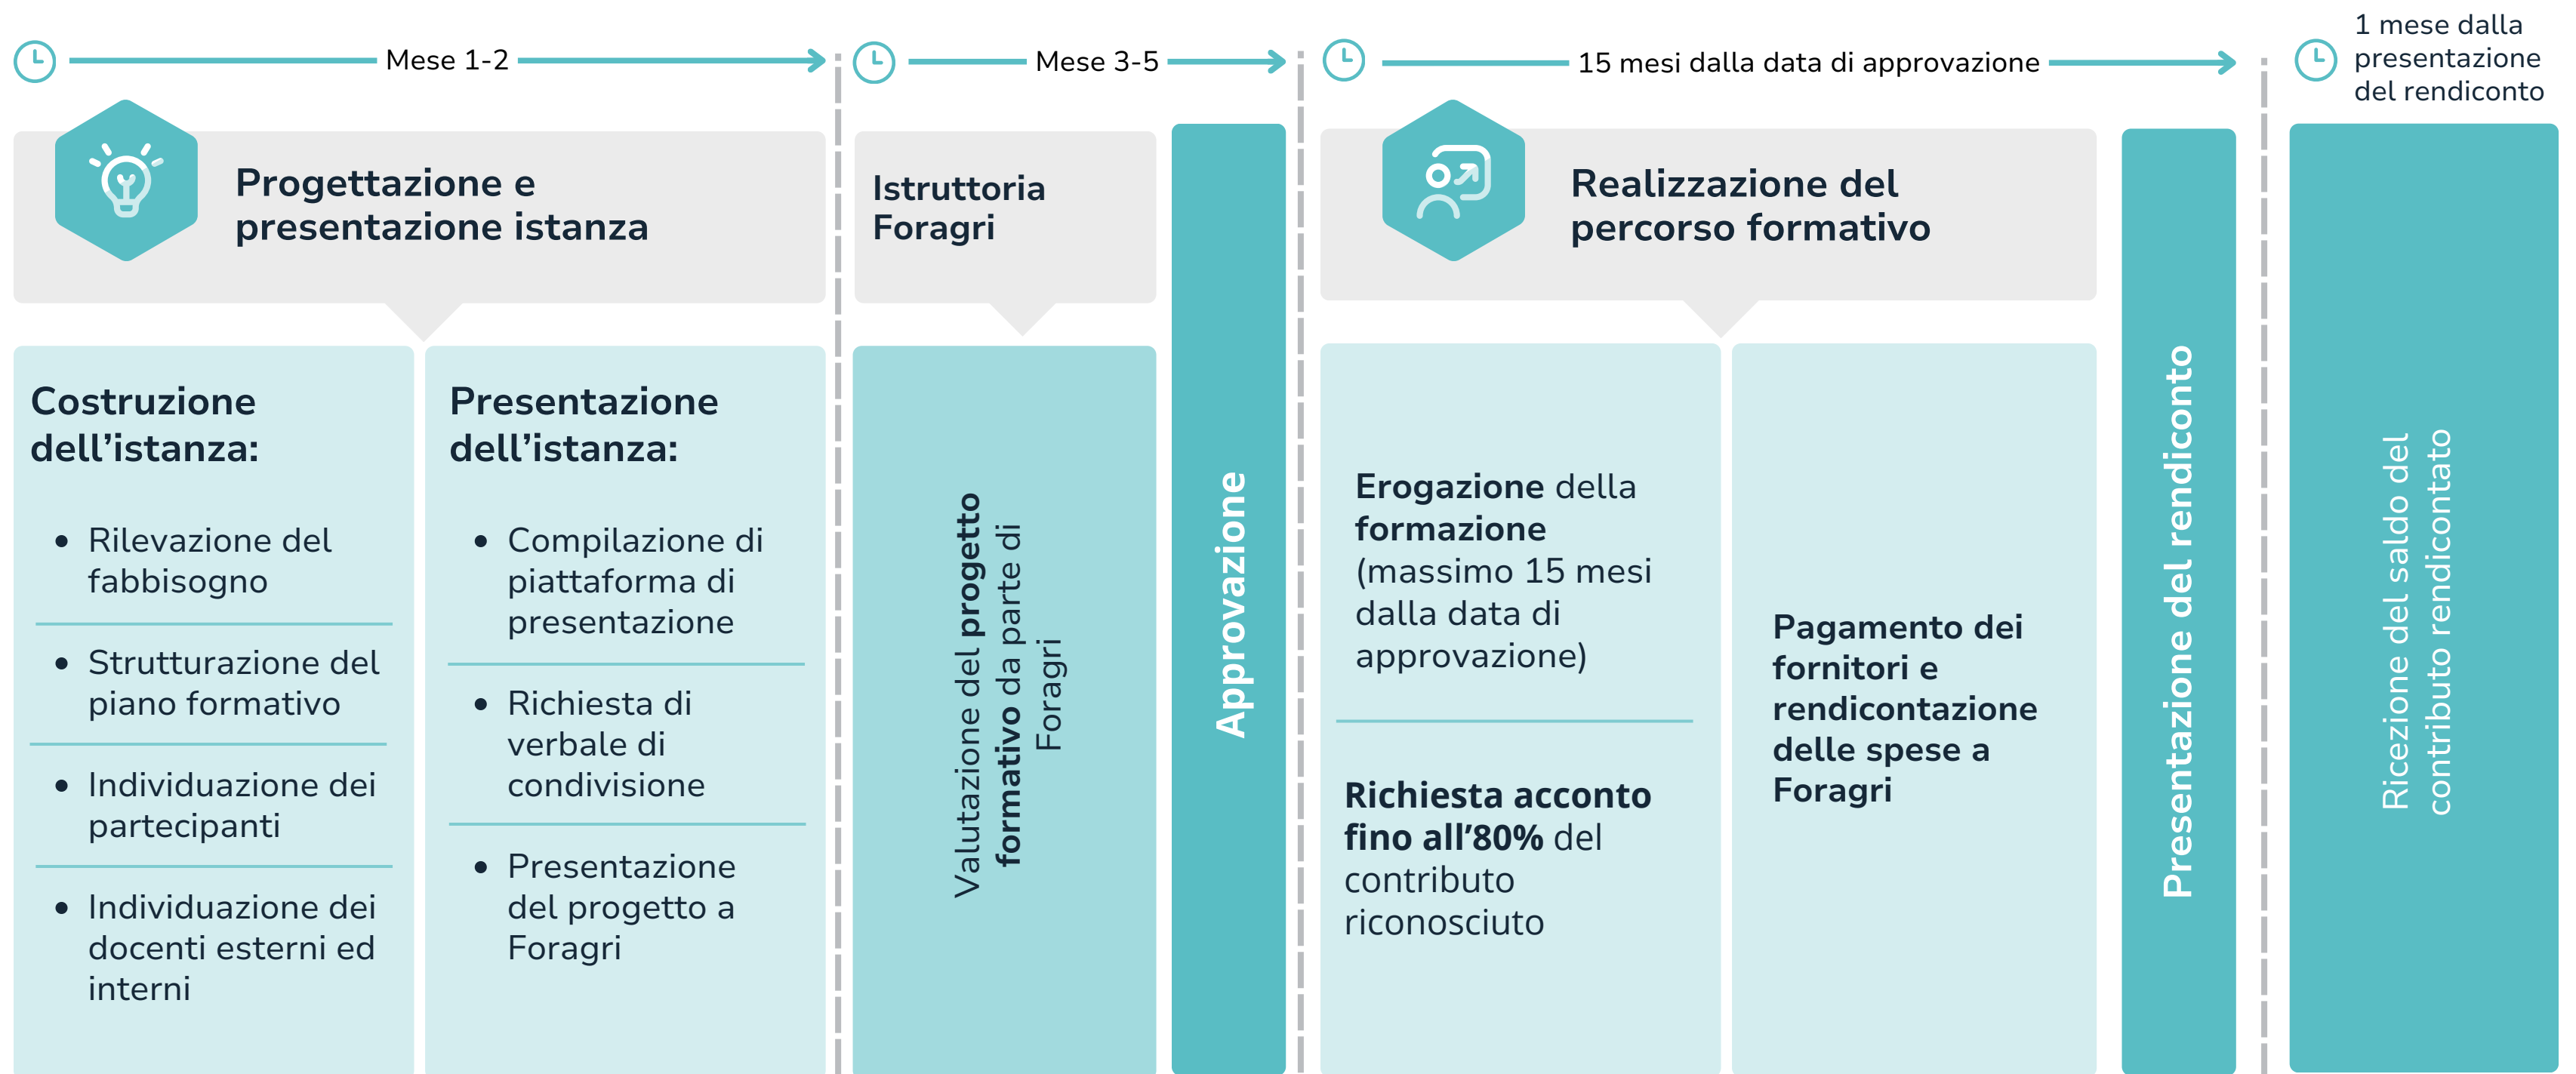 Mese 1-2
Progettazione e
presentazione istanza
Costruzione
dell’istanza:
• Rilevazione del
fabbisogno
• Strutturazione del
piano formativo
• Individuazione dei
partecipanti
• Individuazione dei
docenti esterni ed
interni
Presentazione
dell’istanza:
• Compilazione di
piattaforma di
presentazione
• Richiesta di
verbale di
condivisione
• Presentazione
del progetto a
Foragri
Mese 3-5
Istruttoria
Foragri
Valutazione del progetto
formativo da parte di
Foragri
Approvazione
15 mesi dalla data di approvazione
Realizzazione del
percorso formativo
Erogazione della
formazione
(massimo 15 mesi
dalla data di
approvazione)
Richiesta acconto
fino all’80% del
contributo
riconosciuto
Pagamento dei
fornitori e
rendicontazione
delle spese a
Foragri
Presentazione del rendiconto
1 mese dalla
presentazione
del rendiconto
Ricezione del saldo del
contributo rendicontato